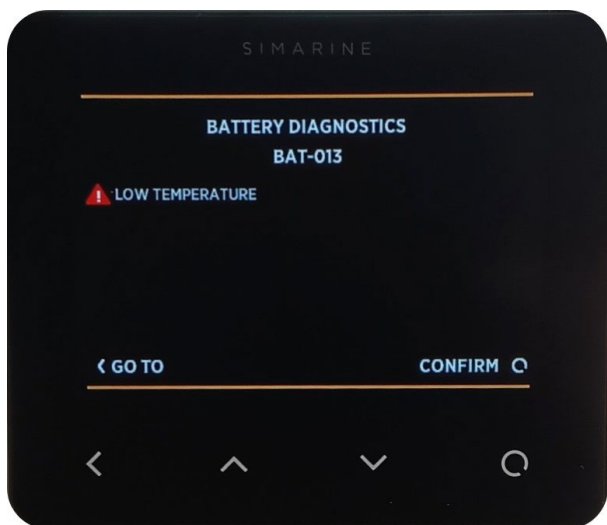 SIMARINE
BATTERY DIAGNOSTICS
BAT-013
LOW TEMPERATURE
GO TO
CONFIRM